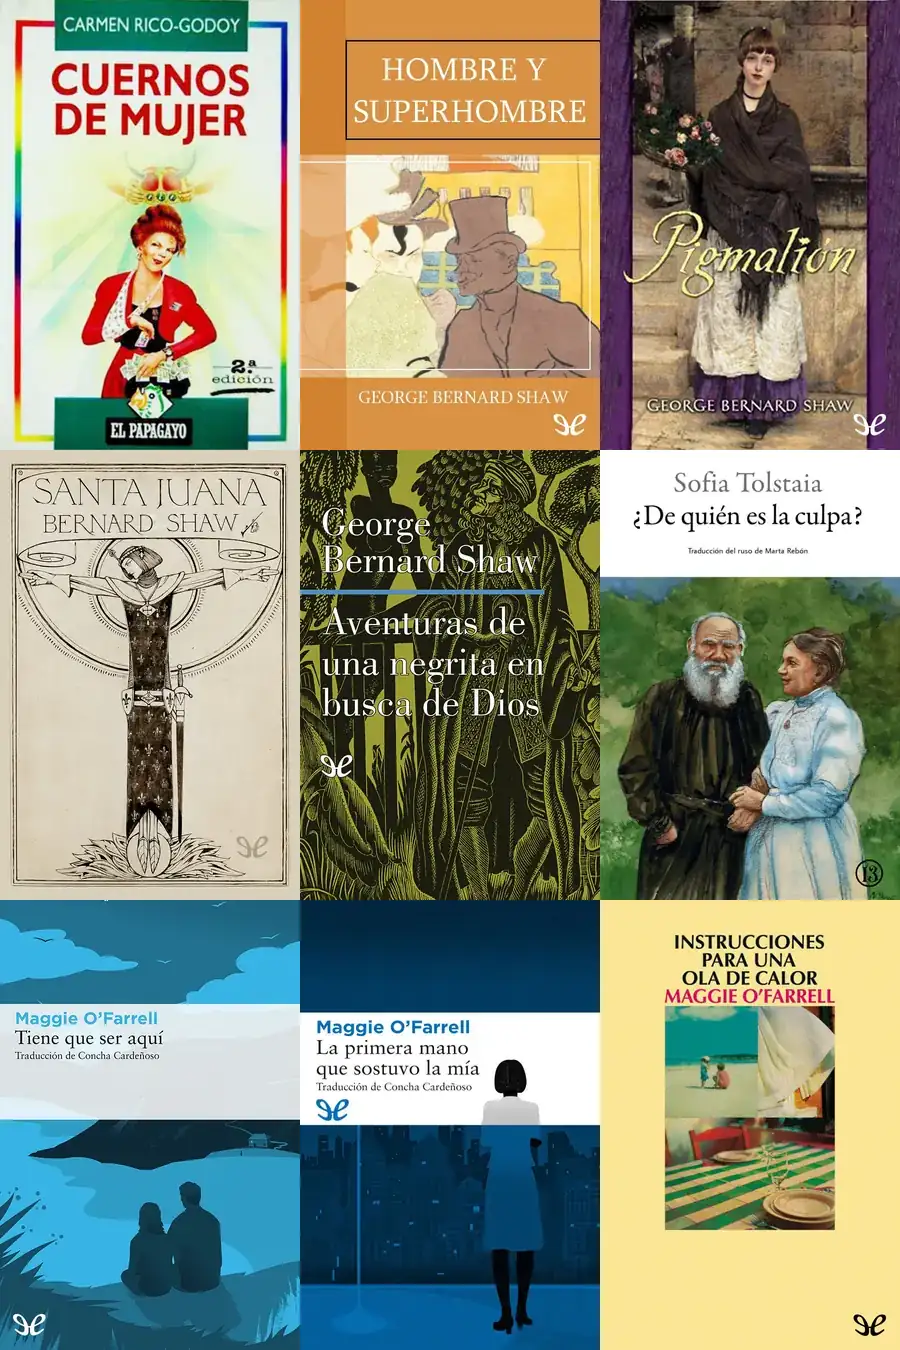 CARMEN RICO-GODOY
CUERNOS
DE MUJER
2.ª
edición
EL PAPAGAYO
HOMBRE Y
SUPERHOMBRE
GEORGE BERNARD SHAW
Pigmalión
GEORGE BERNARD SHAW
SANTA JUANA
BERNARD SHAW
George
Bernard Shaw
Aventuras de
una negrita en
busca de Dios
Sofia Tolstaia
¿De quién es la culpa?
Traducción del ruso de Marta Rebón
13
Maggie O’Farrell
Tiene que ser aquí
Traducción de Concha Cardeñoso
Maggie O’Farrell
La primera mano
que sostuvo la mía
Traducción de Concha Cardeñoso
INSTRUCCIONES
PARA UNA
OLA DE CALOR
MAGGIE O’FARRELL